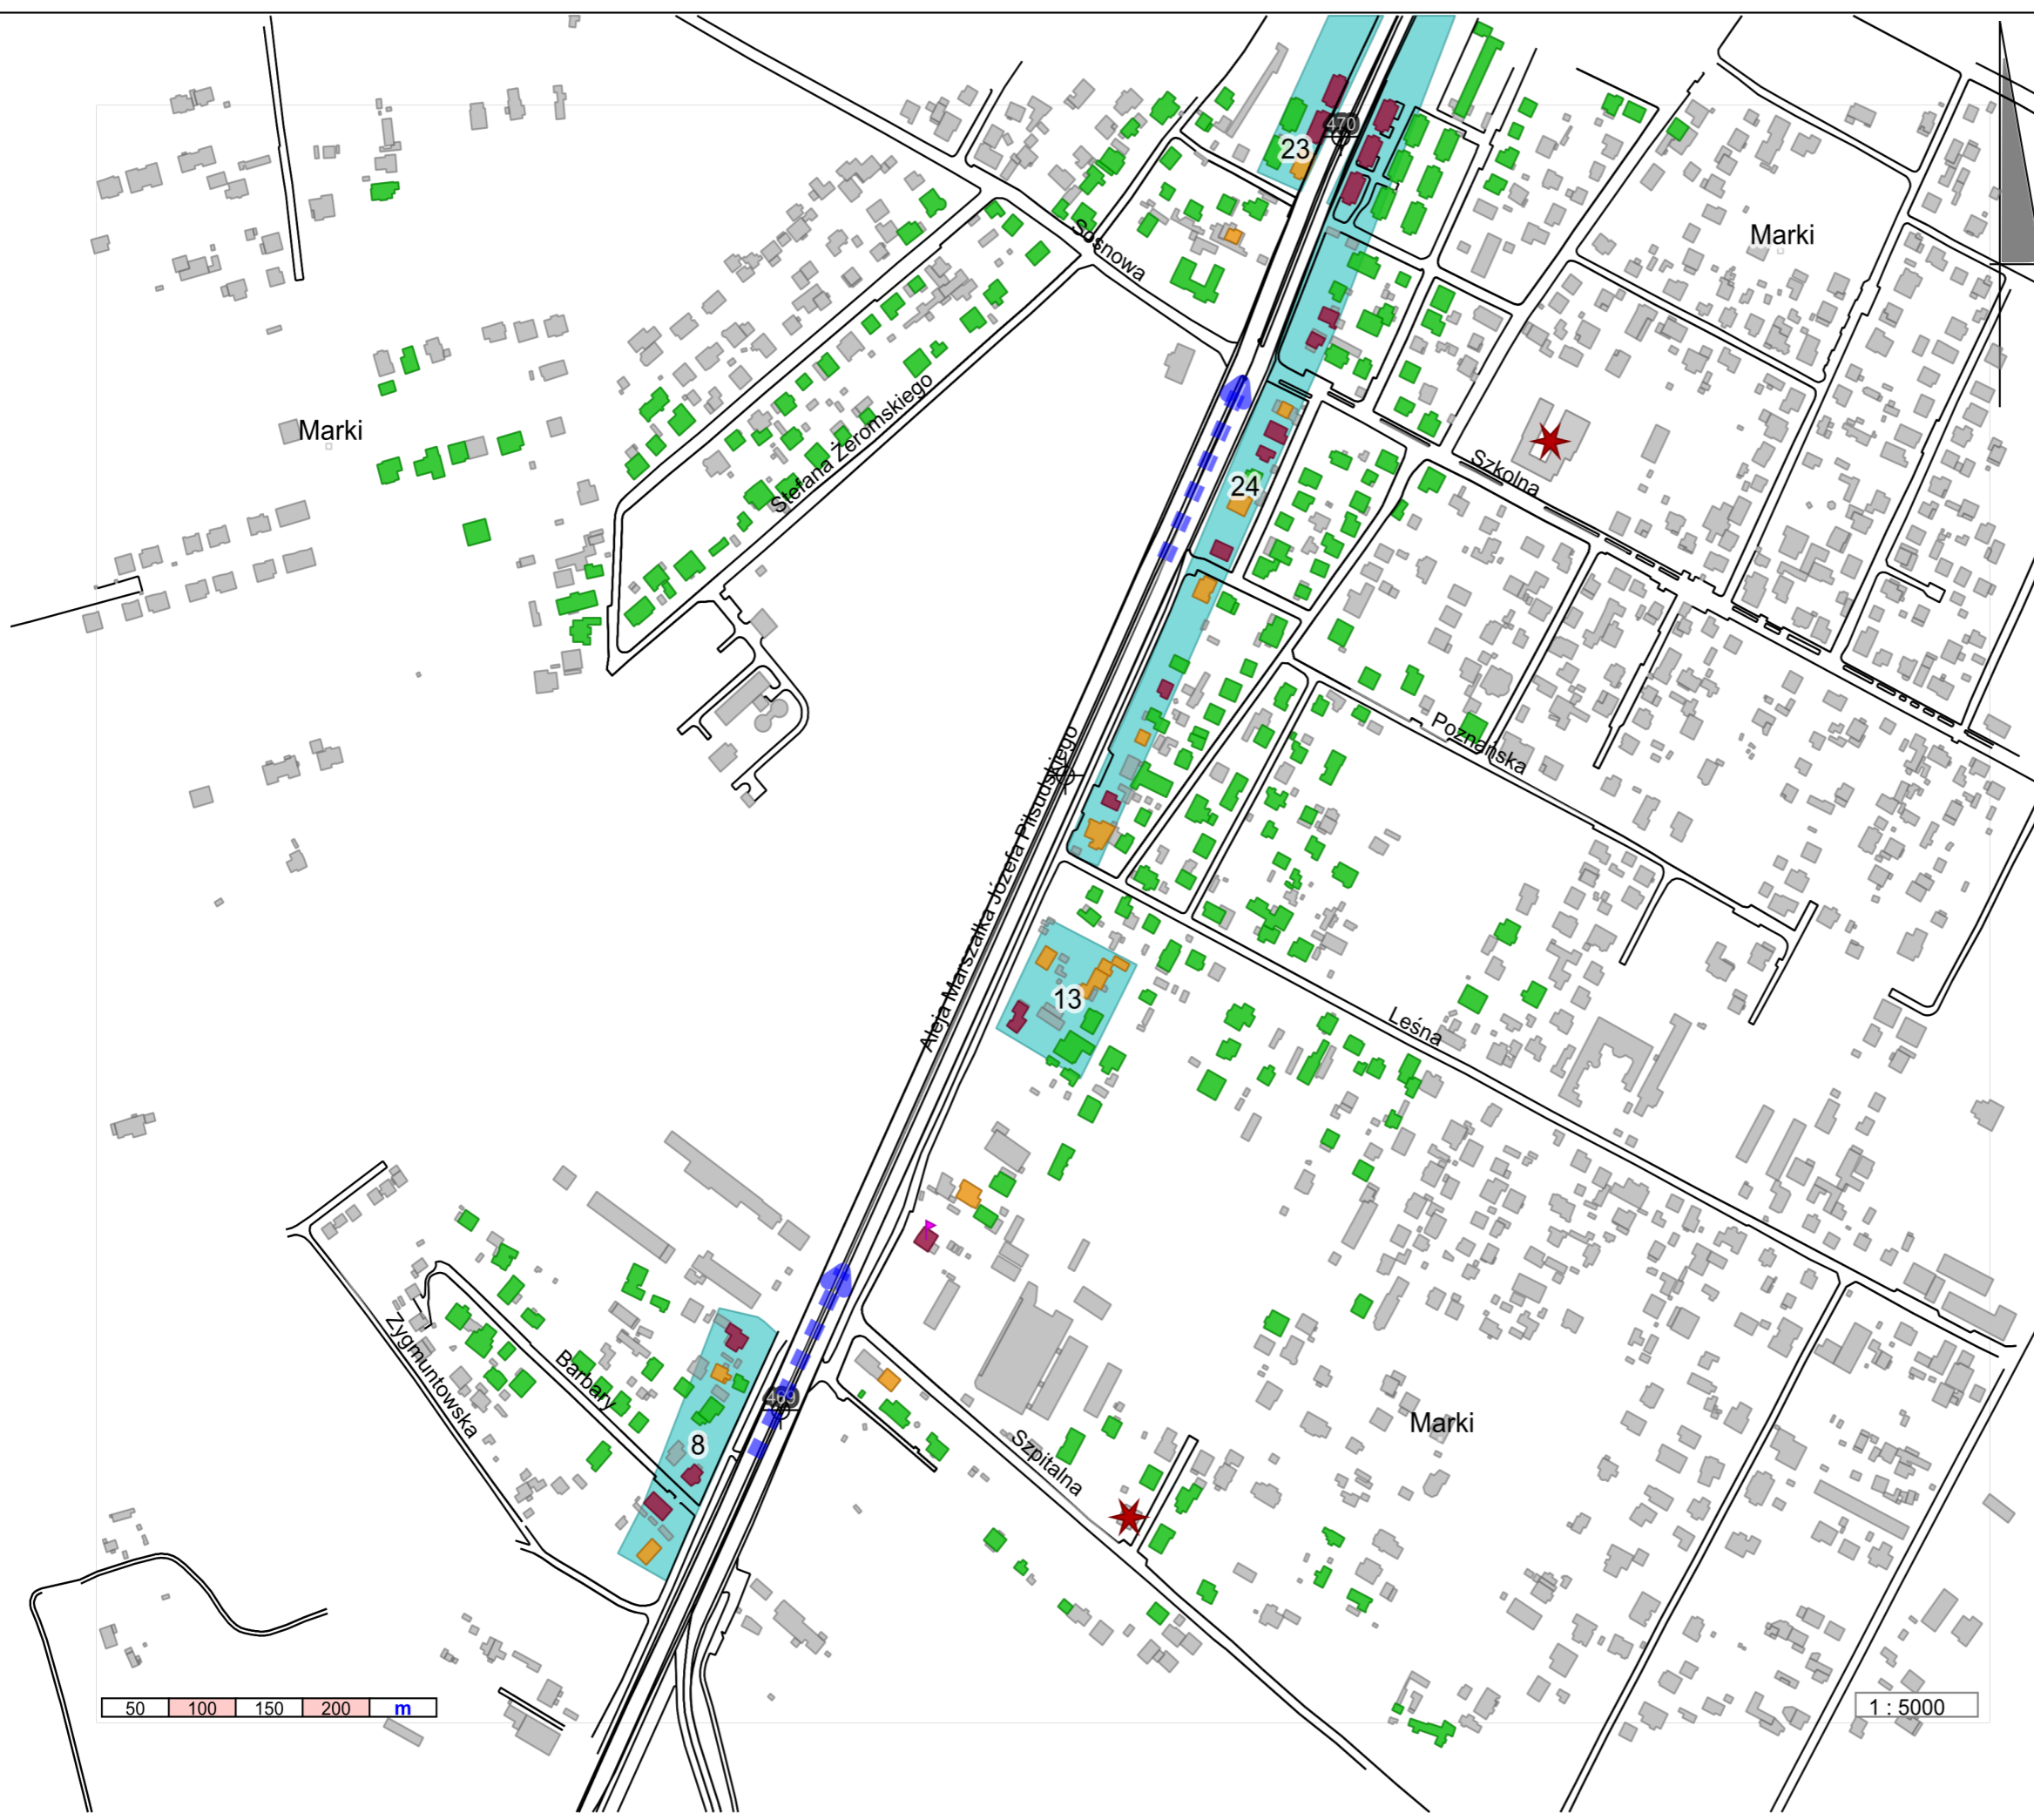 470
23
Sosnowa
Marki
Marki
Stefana Żeromskiego
Szkolna
24
Poznańska
Aleja Marszałka Józefa Piłsudskiego
13
Leśna
Zygmuntowska
Barbary
469
8
Szpitalna
Marki
50 100 150 200 m
1 : 5000